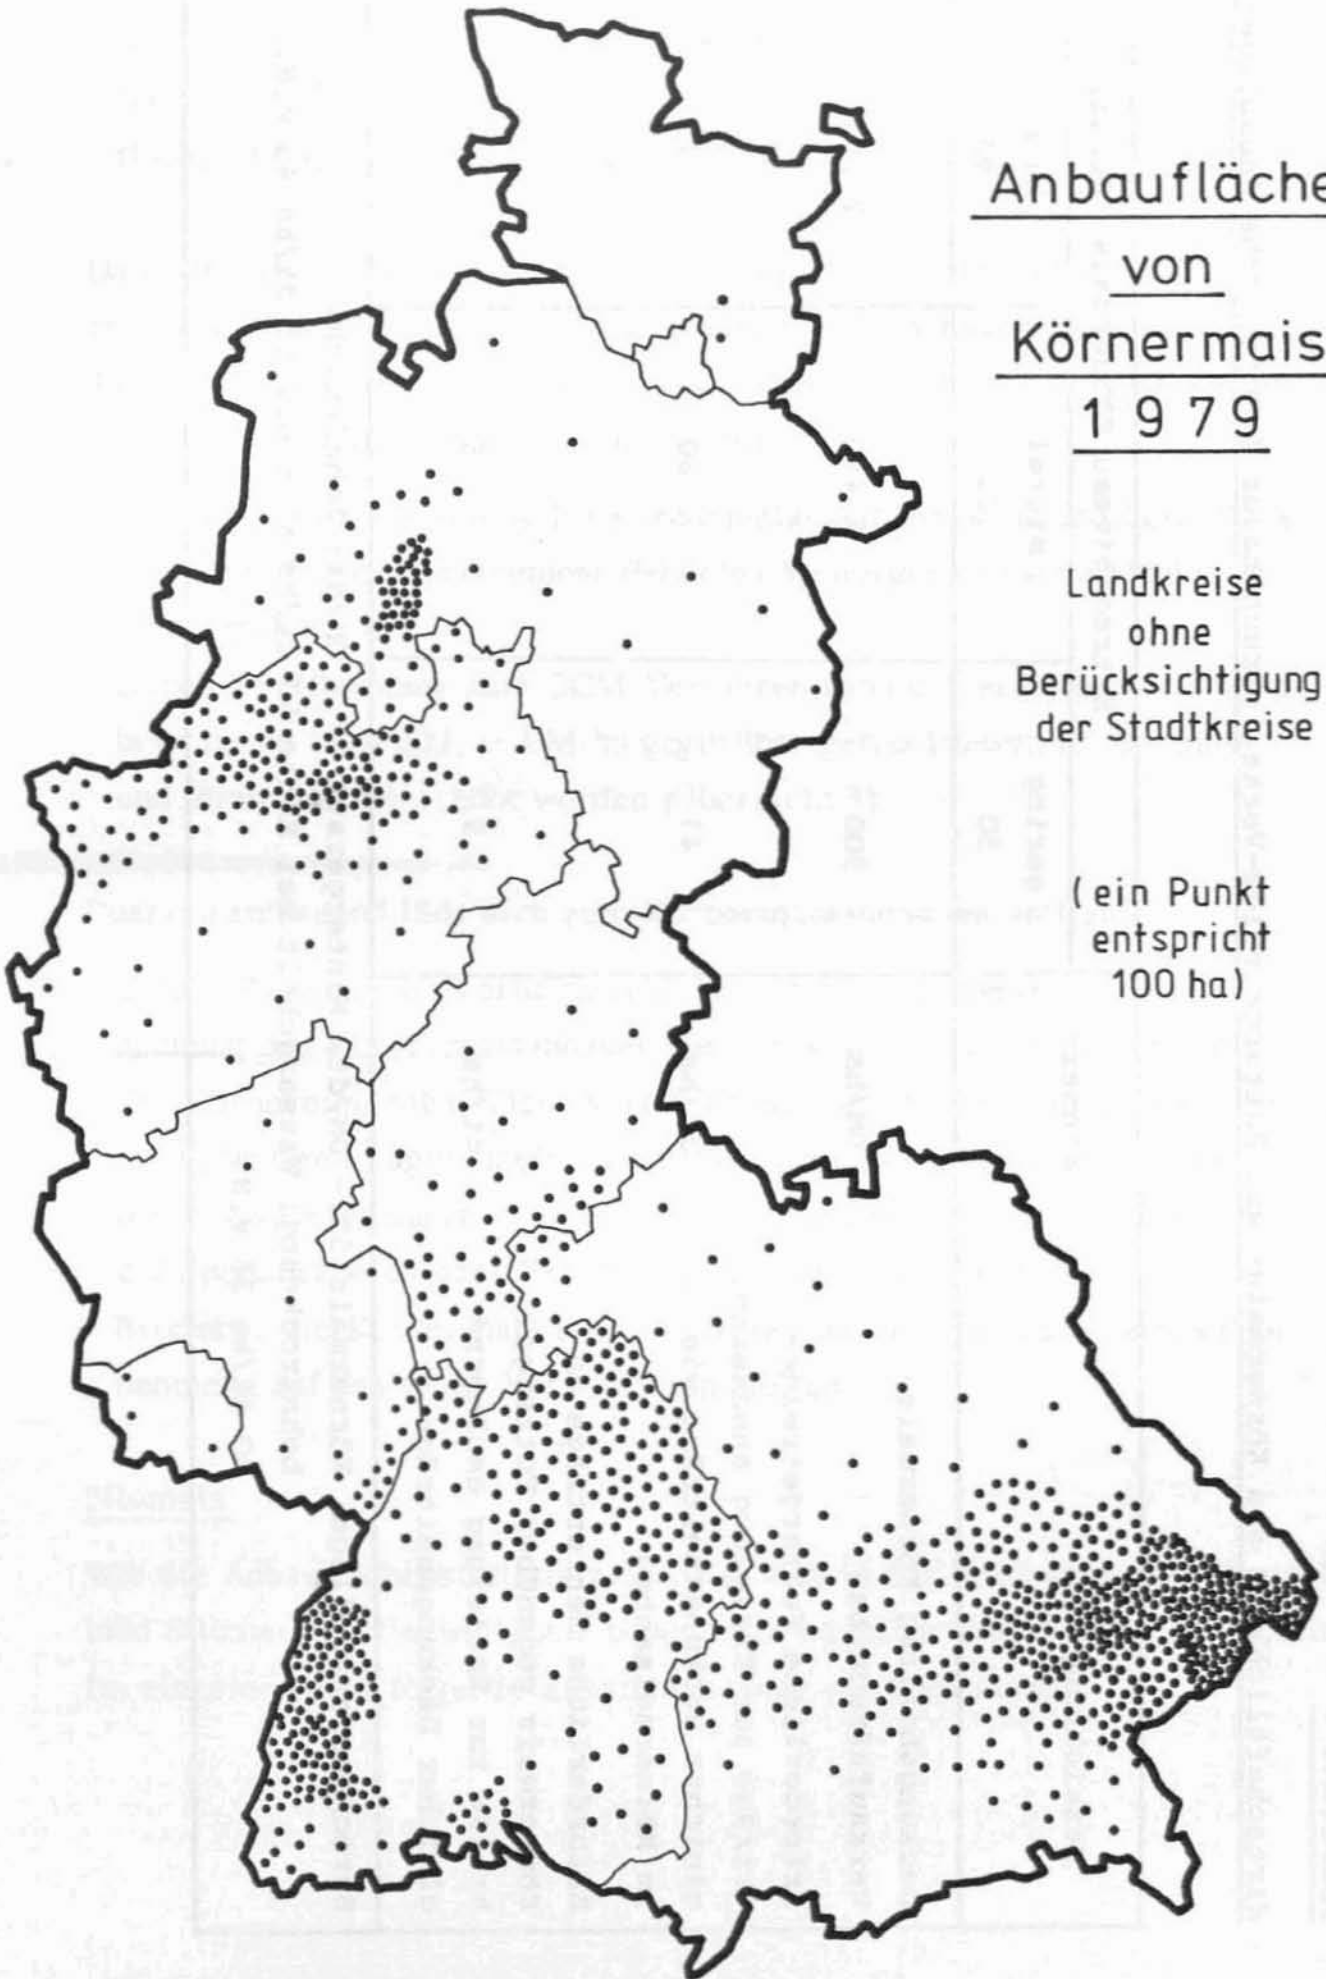 Anbaufläche
von
Körnermais
1979
Landkreise
ohne
Berücksichtigung
der Stadtkreise
(ein Punkt
entspricht
100 ha)